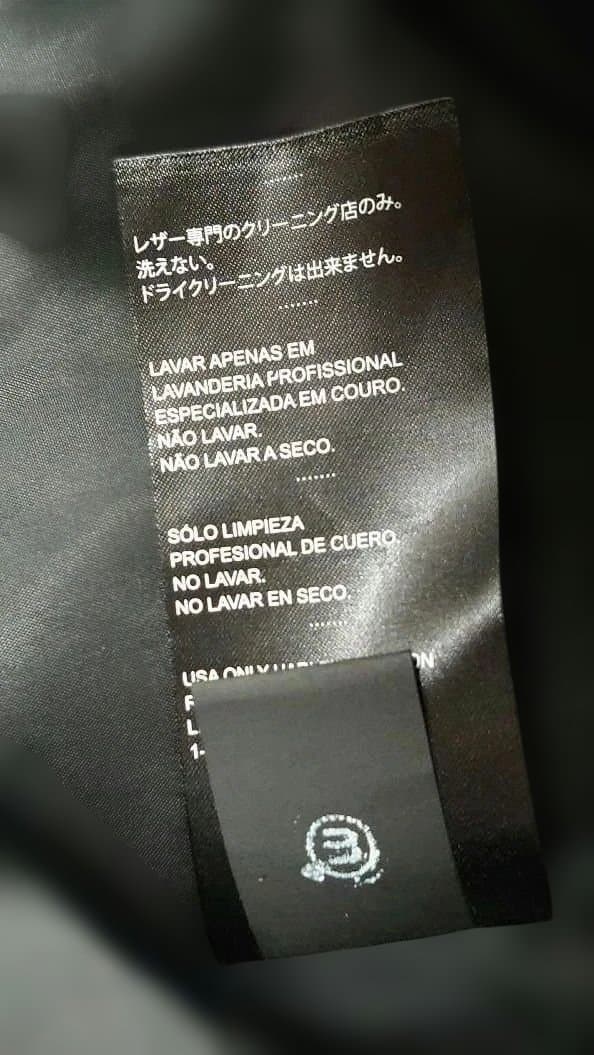 .......
レザー専門のクリーニング店のみ。
洗えない。
ドライクリーニングは出来ません。
.......
LAVAR APENAS EM
LAVANDERIA PROFISSIONAL
ESPECIALIZADA EM COURO.
NÃO LAVAR.
NÃO LAVAR A SECO.
.......
SÓLO LIMPIEZA
PROFESIONAL DE CUERO.
NO LAVAR.
NO LAVAR EN SECO.
.......
USA ONLY
1-